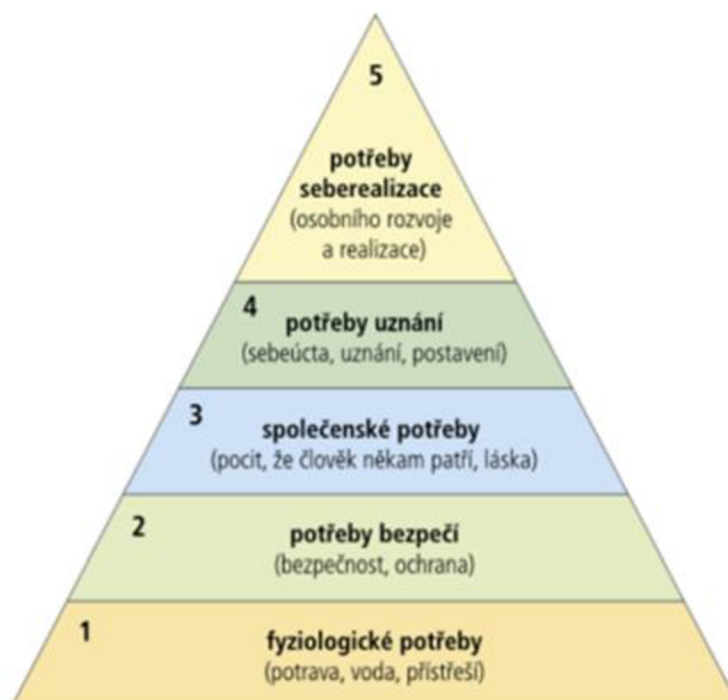 5
potřeby
seberealizace
(osobního rozvoje
a realizace)
4
potřeby uznání
(sebeúcta, uznání, postavení)
3
společenské potřeby
(pocit, že člověk někam patří, láska)
2
potřeby bezpečí
(bezpečnost, ochrana)
1
fyziologické potřeby
(potrava, voda, přístřeší)